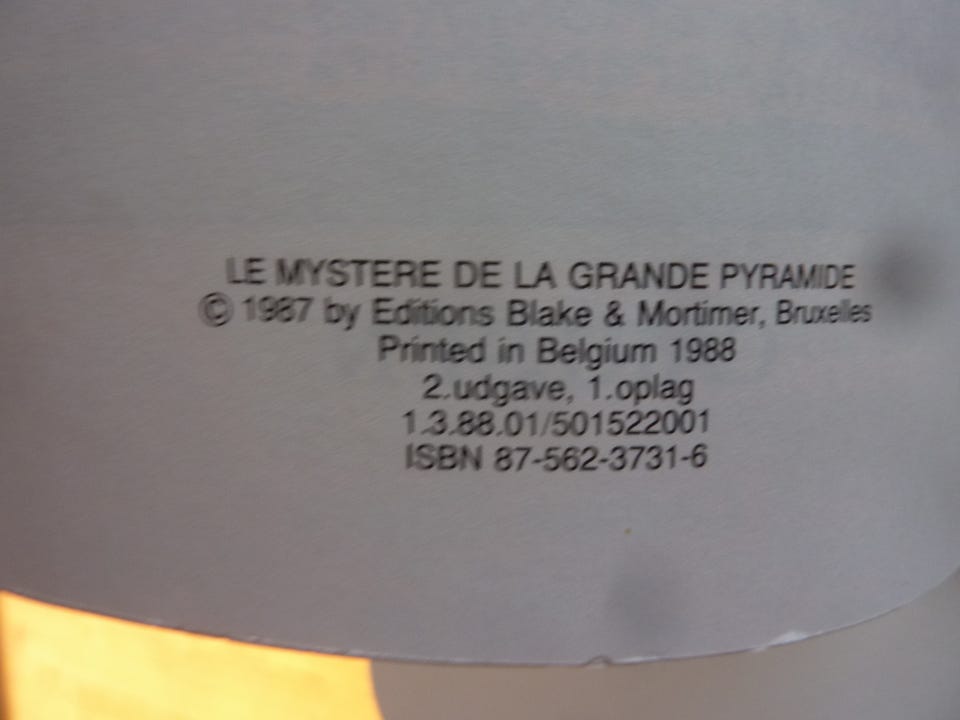 LE MYSTERE DE LA GRANDE PYRAMIDE
© 1987 by Editions Blake & Mortimer, Bruxelles
Printed in Belgium 1988
2.udgave, 1.oplag
1.3.88.01/501522001
ISBN 87-562-3731-6